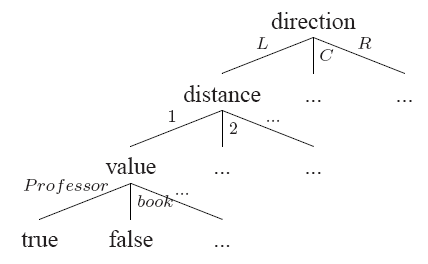 direction
L C R
distance ... ...
1 2 ...
value ... ...
Professor book ...
true false ...